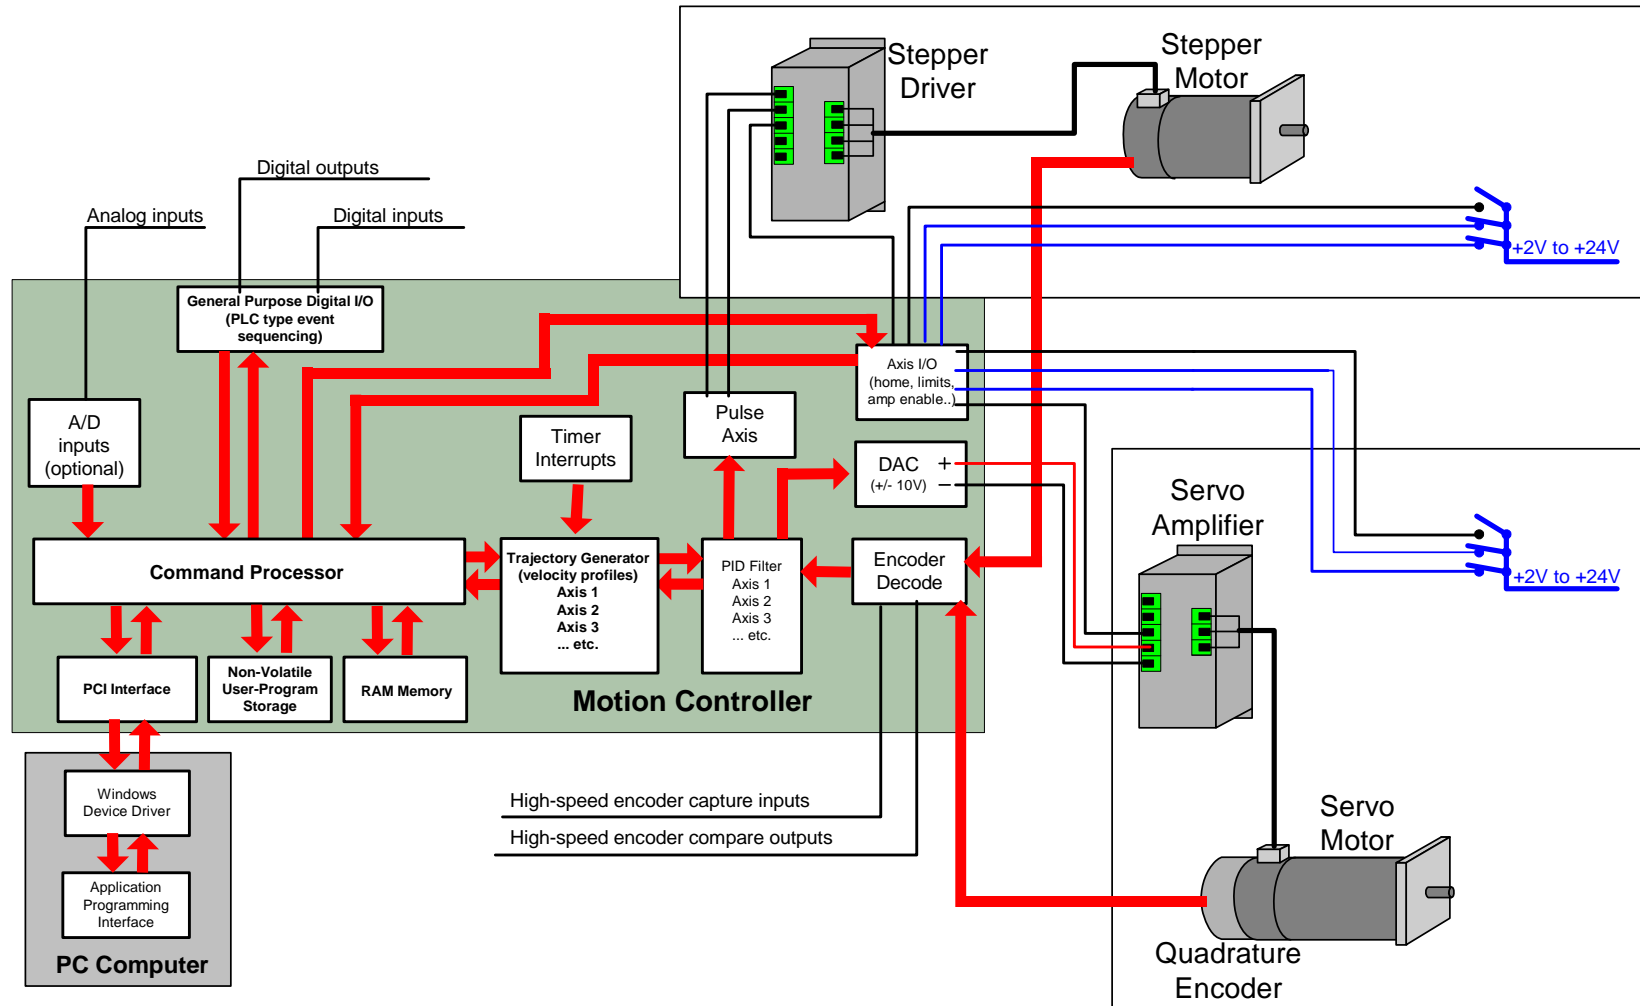 Stepper
Driver
Stepper
Motor
Digital outputs
Analog inputs
Digital inputs
+2V to +24V
General Purpose Digital I/O
(PLC type event
sequencing)
Axis I/O
(home, limits,
amp enable..)
A/D
inputs
(optional)
Timer
Interrupts
Pulse
Axis
DAC
(+/- 10V)
+
−
Servo
Amplifier
Command Processor
Trajectory Generator
(velocity profiles)
Axis 1
Axis 2
Axis 3
... etc.
PID Filter
Axis 1
Axis 2
Axis 3
... etc.
Encoder
Decode
+2V to +24V
PCI Interface
Non-Volatile
User-Program
Storage
RAM Memory
Motion Controller
Windows
Device Driver
High-speed encoder capture inputs
High-speed encoder compare outputs
Servo
Motor
Application
Programming
Interface
PC Computer
Quadrature
Encoder